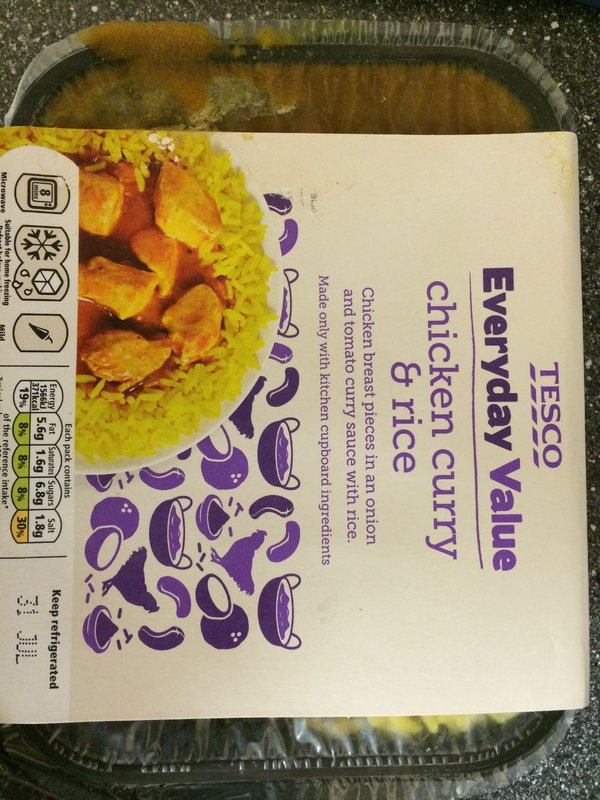 TESCO
Everyday Value
chicken curry
& rice
Chicken breast pieces in an onion
and tomato curry sauce with rice.
Made only with kitchen cupboard ingredients
8
mins
Microwave
Suitable for home freezing
Mild
Each pack contains
Energy
1566kJ
371kcal
19%
Fat
5.6g
8%
Saturates
1.6g
8%
Sugars
6.8g
8%
Salt
1.8g
30%
of the reference intake*
Keep refrigerated
31 JUL